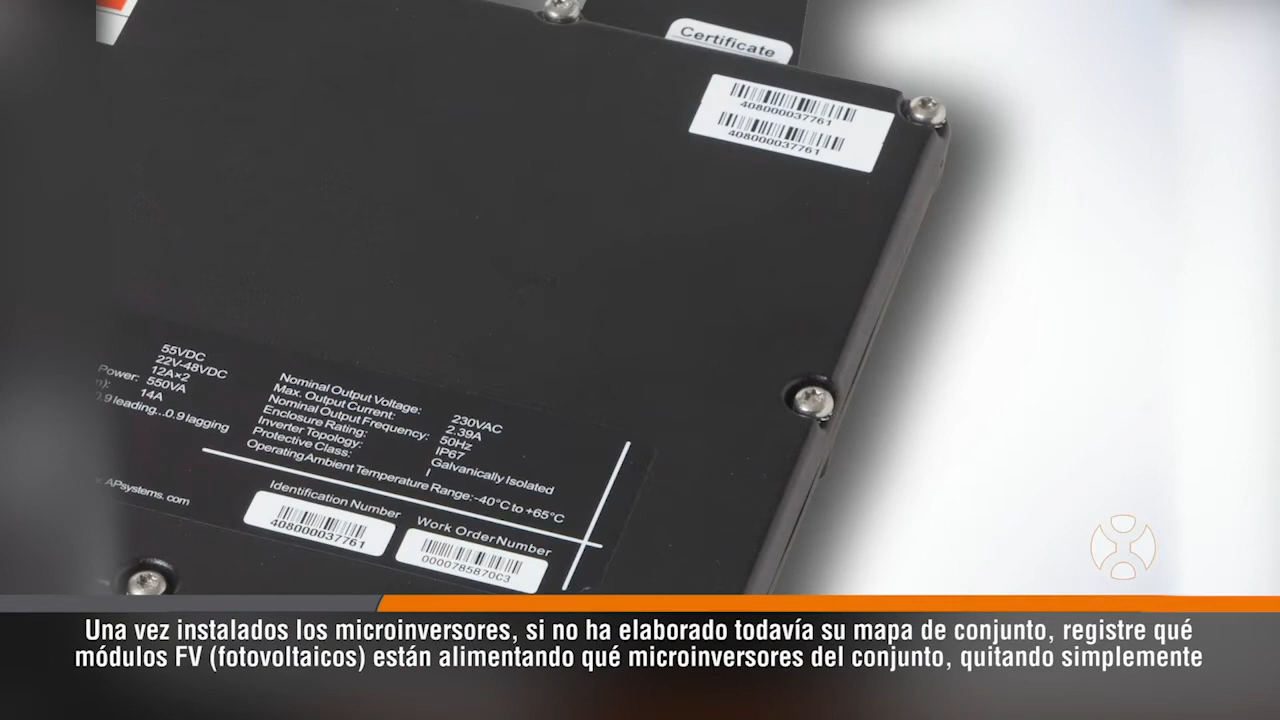 Certificate
408000037761
408000037761
55VDC
22V-48VDC
12A×2
Power: 550VA
m): 14A
0.9 leading...0.9 lagging
Nominal Output Voltage: 230VAC
Max. Output Current: 2.39A
Nominal Output Frequency: 50Hz
Enclosure Rating: IP67
Inverter Topology: Galvanically Isolated
Protective Class: I
Operating Ambient Temperature Range:-40°C to +65°C
APsystems. com
Identification Number
408000037761
Work Order Number
0000785870C3
Una vez instalados los microinversores, si no ha elaborado todavía su mapa de conjunto, registre qué
módulos FV (fotovoltaicos) están alimentando qué microinversores del conjunto, quitando simplemente